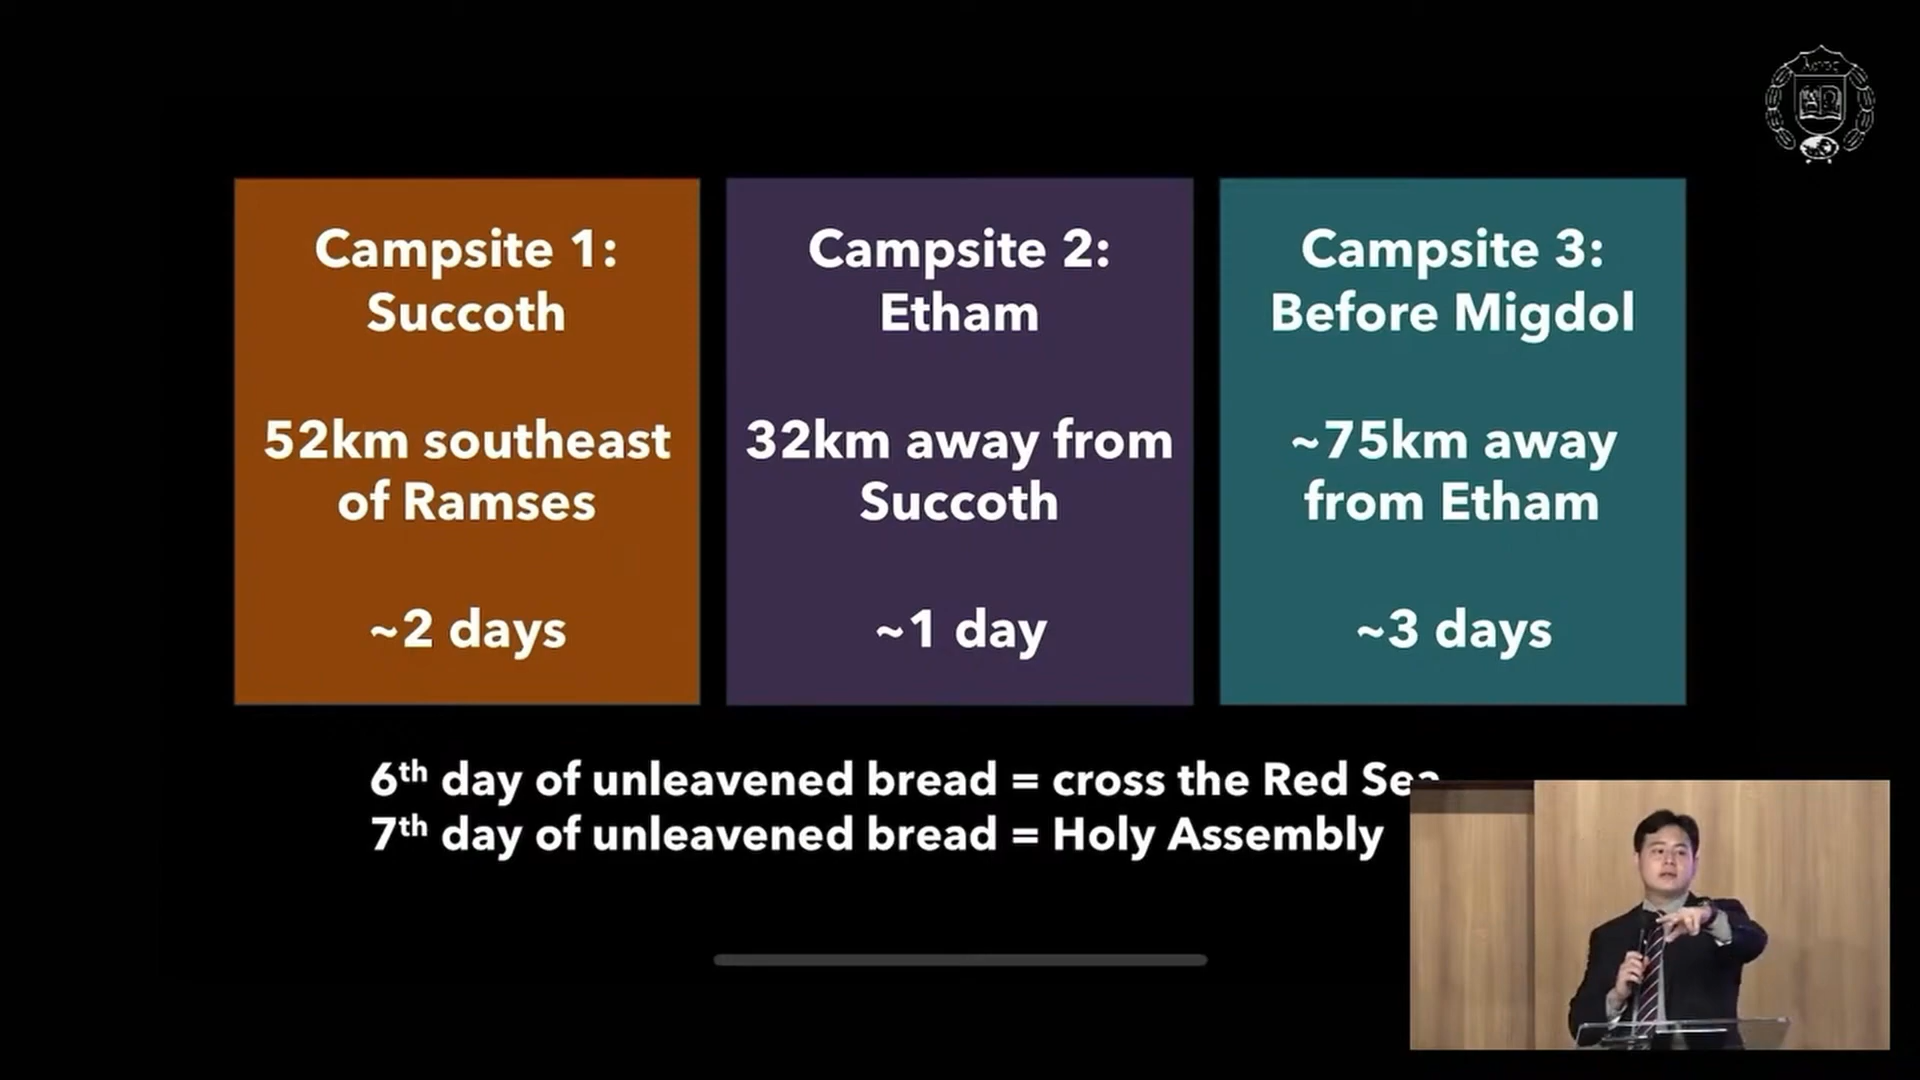 Campsite 1:
Succoth
52km southeast
of Ramses
~2 days
Campsite 2:
Etham
32km away from
Succoth
~1 day
Campsite 3:
Before Migdol
~75km away
from Etham
~3 days
6th day of unleavened bread = cross the Red Sea
7th day of unleavened bread = Holy Assembly